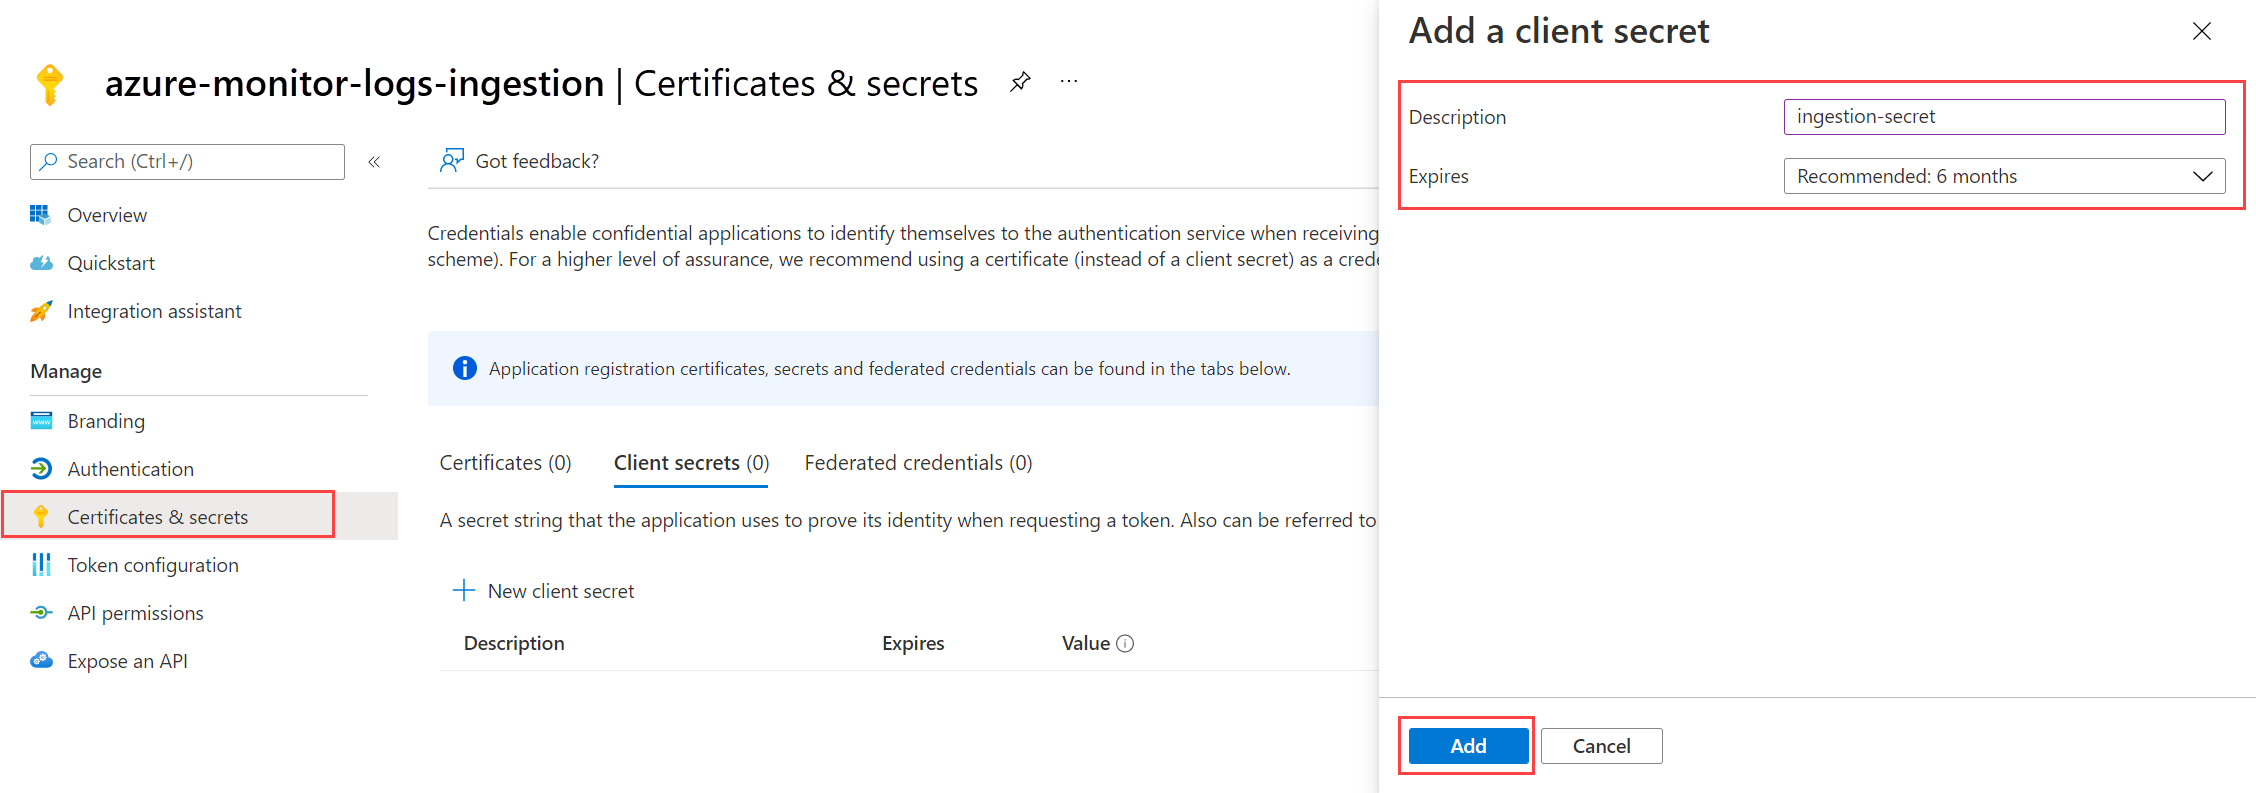 azure-monitor-logs-ingestion | Certificates & secrets
Search (Ctrl+/)
Overview
Quickstart
Integration assistant
Manage
Branding
www
Authentication
Certificates & secrets
Token configuration
API permissions
Expose an API
Got feedback?
Credentials enable confidential applications to identify themselves to the authentication service when receiving
scheme). For a higher level of assurance, we recommend using a certificate (instead of a client secret) as a crede
Application registration certificates, secrets and federated credentials can be found in the tabs below.
Certificates (0) Client secrets (0) Federated credentials (0)
A secret string that the application uses to prove its identity when requesting a token. Also can be referred to
New client secret
Description Expires Value
Add a client secret
Description ingestion-secret
Expires Recommended: 6 months
Add Cancel